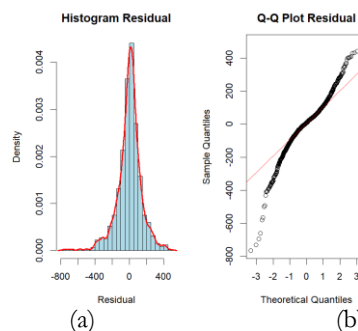 Histogram Residual
Density
0.000 0.001 0.002 0.003 0.004
-800 -400 0 200
Residual
(a)
Q-Q Plot Residual
Sample Quantiles
-800 -600 -400 -200 0 200 400
-3 -2 -1 0 1 2 3
Theoretical Quantiles
(b)